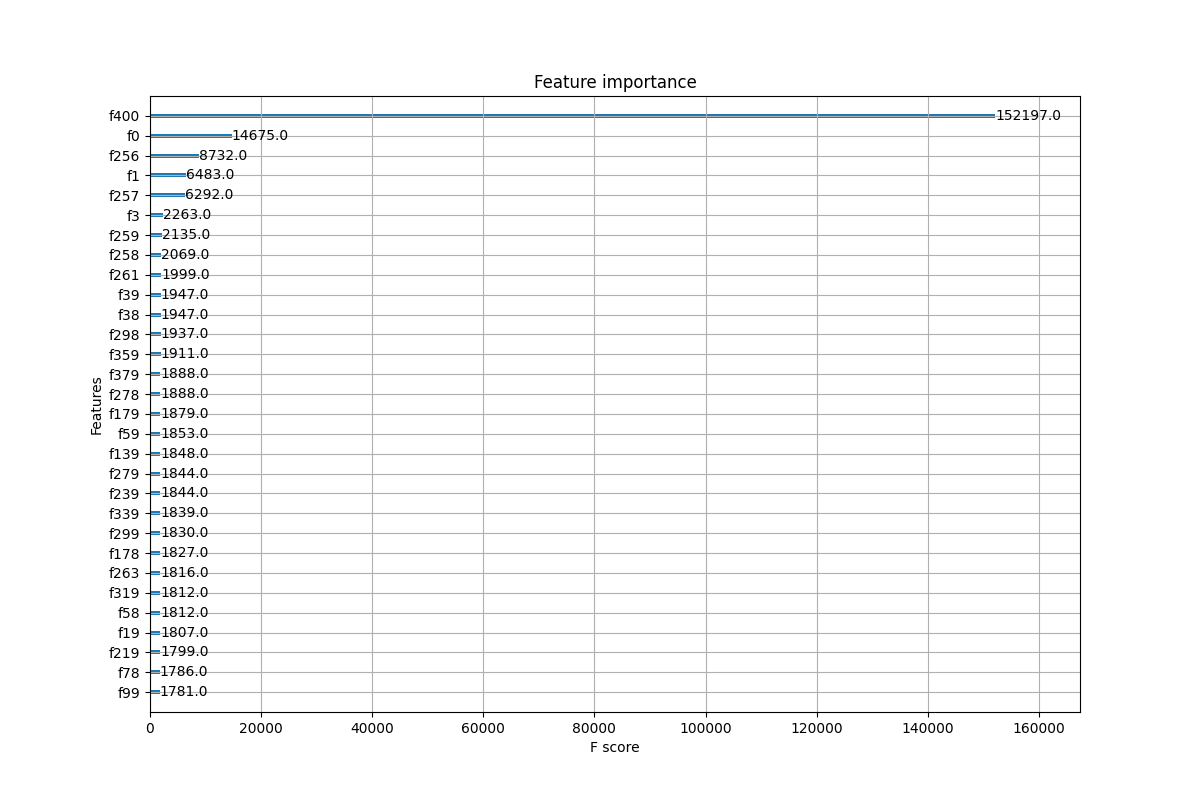 Feature importance
f400 152197.0
f0 14675.0
f256 8732.0
f1 6483.0
f257 6292.0
f3 2263.0
f259 2135.0
f258 2069.0
f261 1999.0
f39 1947.0
f38 1947.0
f298 1937.0
f359 1911.0
f379 1888.0
f278 1888.0
f179 1879.0
f59 1853.0
f139 1848.0
f279 1844.0
f239 1844.0
f339 1839.0
f299 1830.0
f178 1827.0
f263 1816.0
f319 1812.0
f58 1812.0
f19 1807.0
f219 1799.0
f78 1786.0
f99 1781.0
Features
0 20000 40000 60000 80000 100000 120000 140000 160000
F score